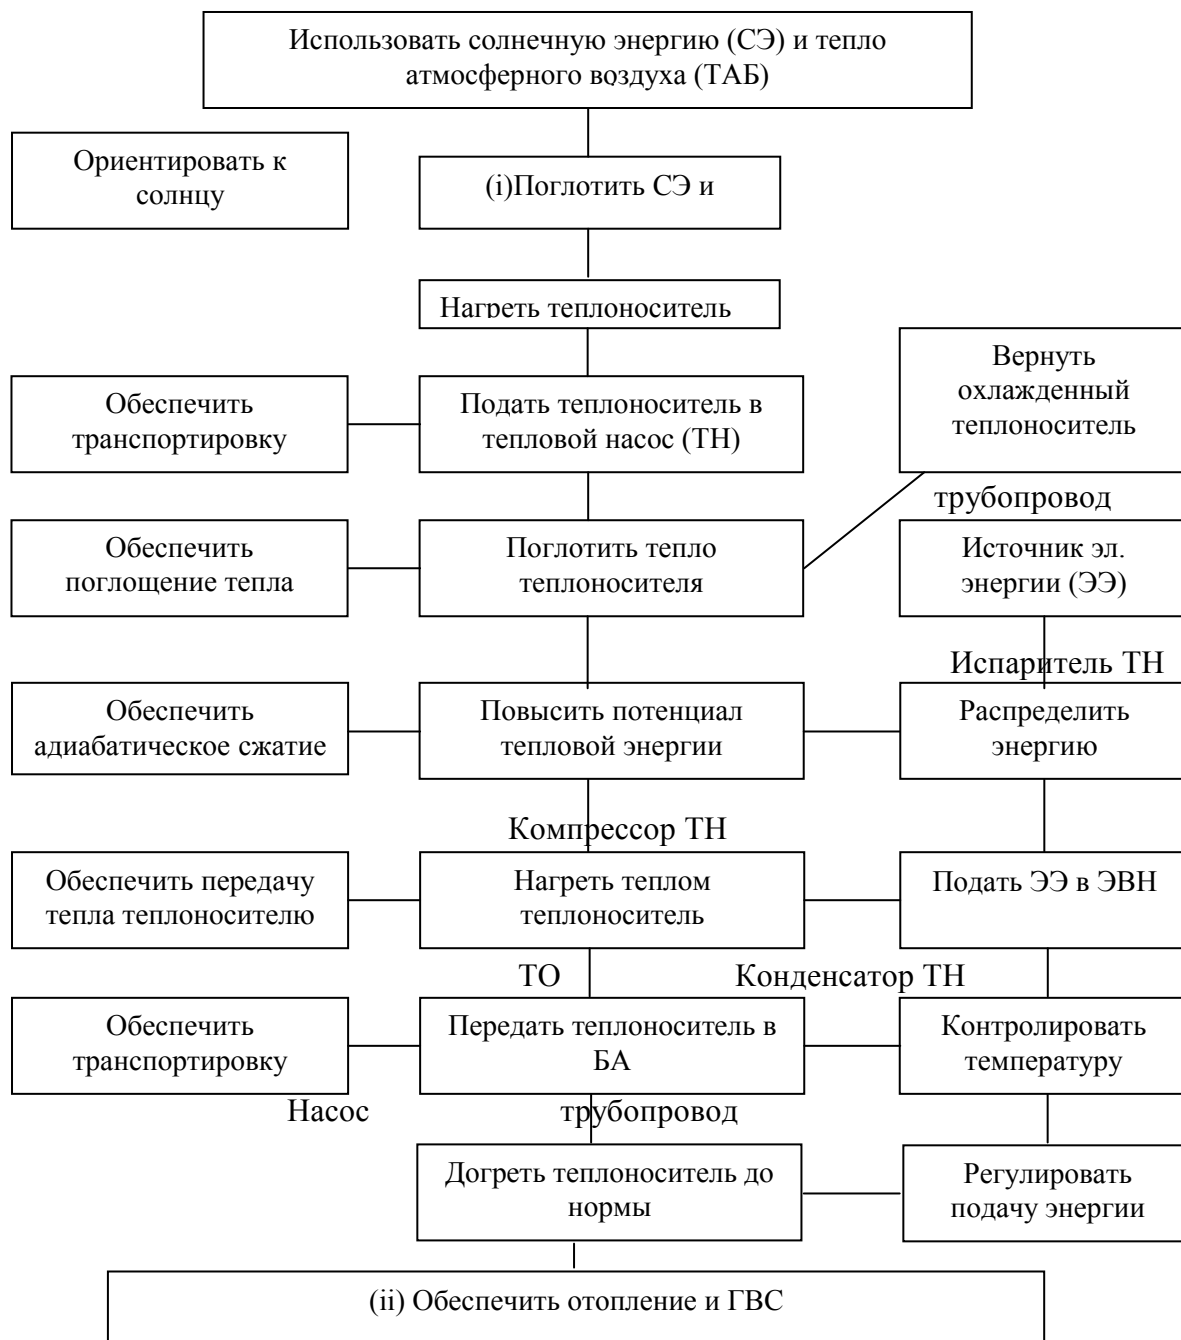 Использовать солнечную энергию (СЭ) и тепло
атмосферного воздуха (ТАБ)
Ориентировать к
солнцу
(i)Поглотить СЭ и
Нагреть теплоноситель
Вернуть
охлажденный
теплоноситель
Обеспечить
транспортировку
Подать теплоноситель в
тепловой насос (ТН)
трубопровод
Обеспечить
поглощение тепла
Поглотить тепло
теплоносителя
Источник эл.
энергии (ЭЭ)
Испаритель ТН
Обеспечить
адиабатическое сжатие
Повысить потенциал
тепловой энергии
Распределить
энергию
Компрессор ТН
Обеспечить передачу
тепла теплоносителю
Нагреть теплом
теплоноситель
Подать ЭЭ в ЭВН
ТО
Конденсатор ТН
Обеспечить
транспортировку
Передать теплоноситель в
БА
Контролировать
температуру
Насос
трубопровод
Догреть теплоноситель до
нормы
Регулировать
подачу энергии
(ii) Обеспечить отопление и ГВС